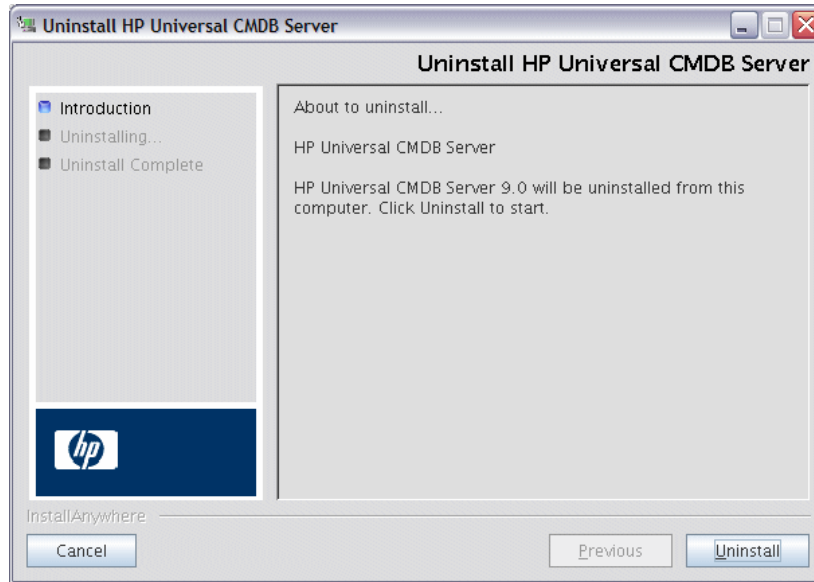 Uninstall HP Universal CMDB Server
Uninstall HP Universal CMDB Server
Introduction
Uninstalling...
Uninstall Complete
About to uninstall...
HP Universal CMDB Server
HP Universal CMDB Server 9.0 will be uninstalled from this
computer. Click Uninstall to start.
hp
InstallAnywhere
Cancel
Previous
Uninstall